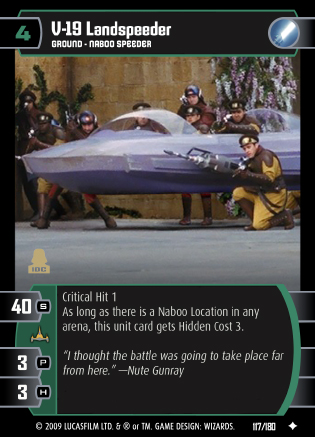 4
V-19 Landspeeder
GROUND - NABOO SPEEDER
IDC
40 S
Critical Hit 1
As long as there is a Naboo Location in any
arena, this unit card gets Hidden Cost 3.
3 P
"I thought the battle was going to take place far
from here." —Nute Gunray
3 H
© 2009 LUCASFILM LTD. & ® or TM. GAME DESIGN: WIZARDS. 117/180